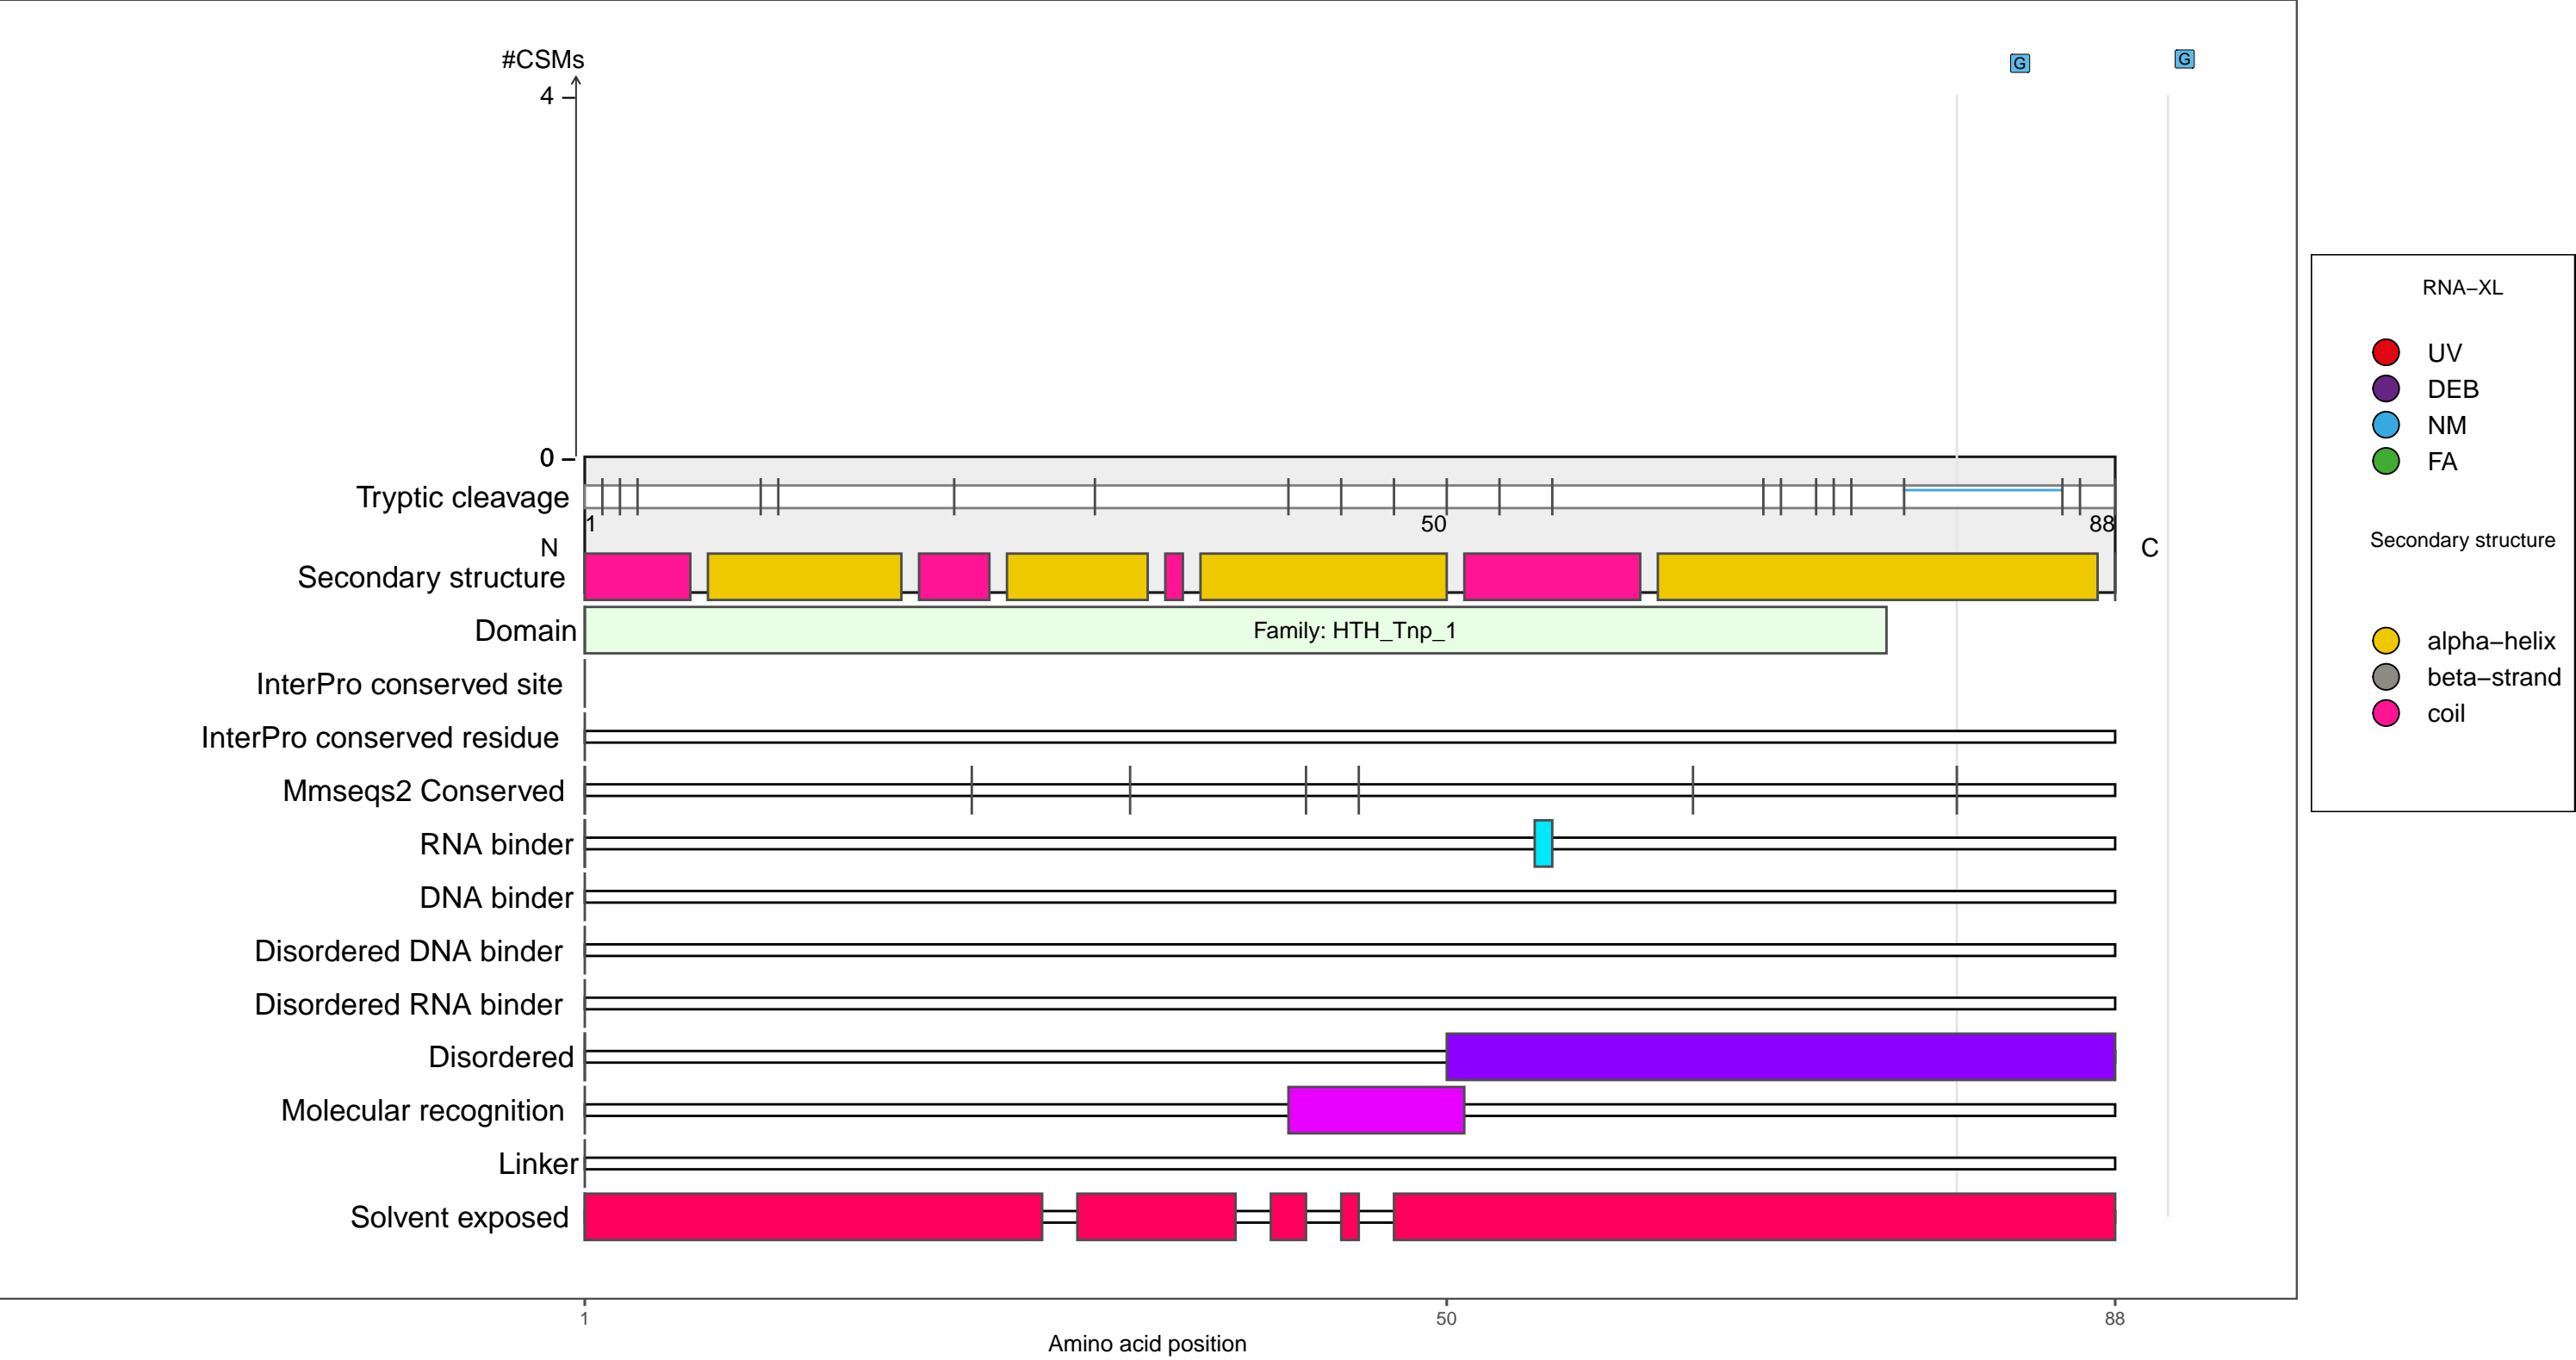 #CSMs
G
G
4
0
Tryptic cleavage
1
50
88
N
C
Secondary structure
Domain
Family: HTH_Tnp_1
InterPro conserved site
InterPro conserved residue
Mmseqs2 Conserved
RNA binder
DNA binder
Disordered DNA binder
Disordered RNA binder
Disordered
Molecular recognition
Linker
Solvent exposed
1
50
88
Amino acid position
RNA−XL
UV
DEB
NM
FA
Secondary structure
alpha−helix
beta−strand
coil